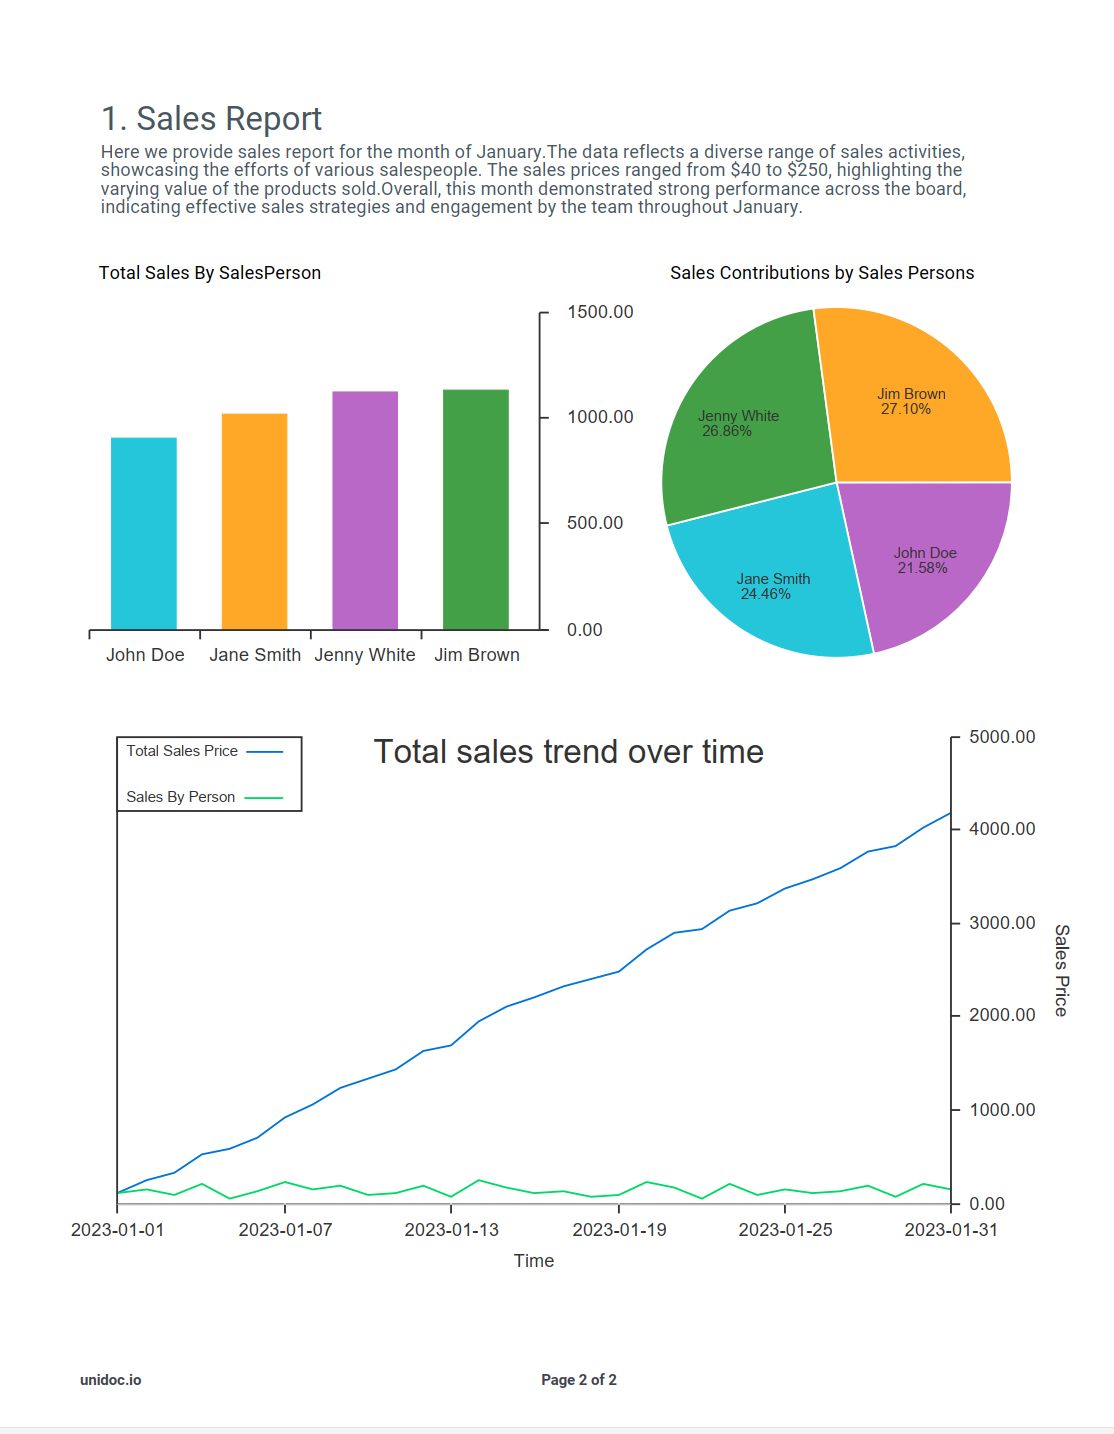 1. Sales Report
Here we provide sales report for the month of January.The data reflects a diverse range of sales activities,
showcasing the efforts of various salespeople. The sales prices ranged from $40 to $250, highlighting the
varying value of the products sold.Overall, this month demonstrated strong performance across the board,
indicating effective sales strategies and engagement by the team throughout January.
Total Sales By SalesPerson
1500.00
1000.00
500.00
0.00
John Doe
Jane Smith
Jenny White
Jim Brown
Sales Contributions by Sales Persons
Jim Brown
27.10%
Jenny White
26.86%
John Doe
21.58%
Jane Smith
24.46%
Total sales trend over time
Total Sales Price
Sales By Person
5000.00
4000.00
3000.00
2000.00
1000.00
0.00
Sales Price
2023-01-01
2023-01-07
2023-01-13
2023-01-19
2023-01-25
2023-01-31
Time
unidoc.io
Page 2 of 2